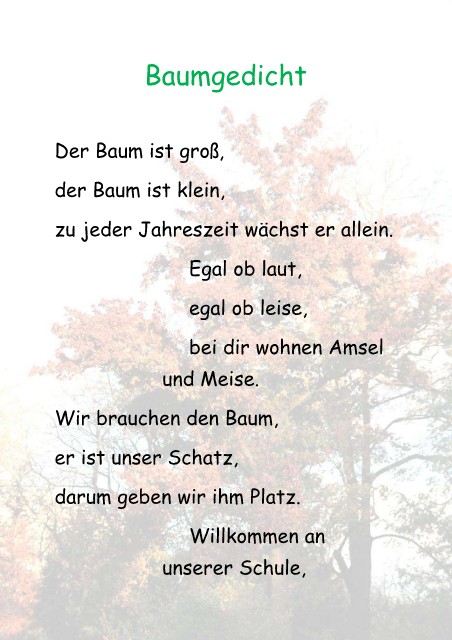 Baumgedicht
Der Baum ist groß,
der Baum ist klein,
zu jeder Jahreszeit wächst er allein.
Egal ob laut,
egal ob leise,
bei dir wohnen Amsel
und Meise.
Wir brauchen den Baum,
er ist unser Schatz,
darum geben wir ihm Platz.
Willkommen an
unserer Schule,